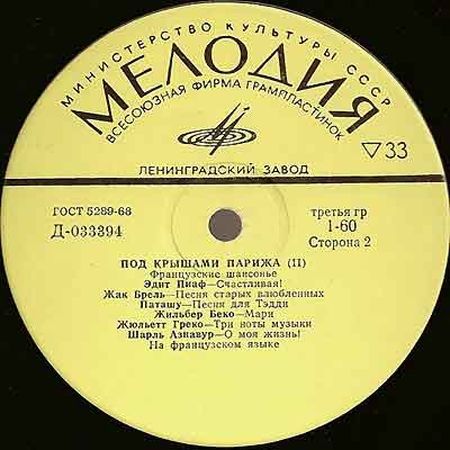 МИНИСТЕРСТВО КУЛЬТУРЫ СССР
МЕЛОДИЯ
ВСЕСОЮЗНАЯ ФИРМА ГРАМПЛАСТИНОК
▽33
ЛЕНИНГРАДСКИЙ ЗАВОД
ГОСТ 5289-68
третья гр
Д-033394
1-60
Сторона 2
ПОД КРЫШАМИ ПАРИЖА (II)
Французские шансонье
Эдит Пиаф—Счастливая!
Жак Брель—Песня старых влюбленных
Паташу—Песня для Тэдди
Жильбер Беко—Мари
Жюльетт Греко—Три ноты музыки
Шарль Азнавур—О моя жизнь!
На французском языке